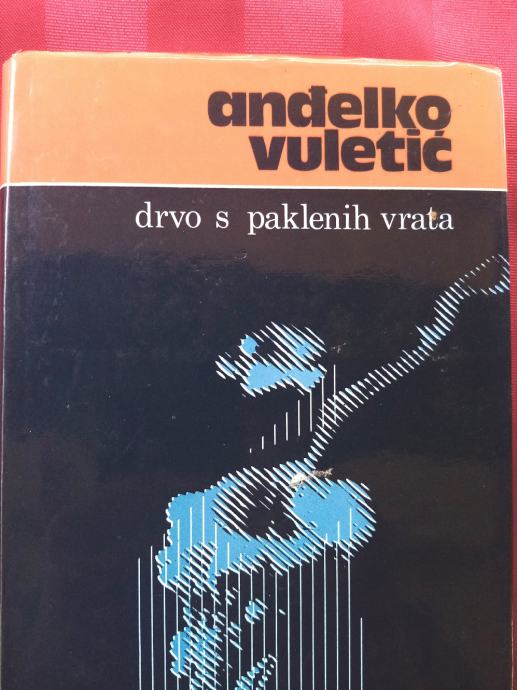 anđelko
vuletić
drvo s paklenih vrata